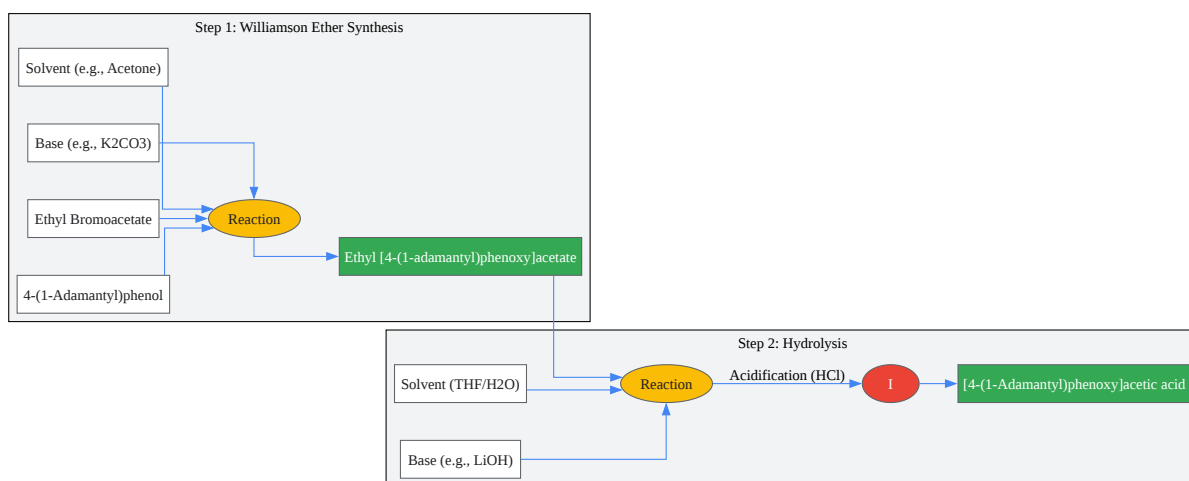 Step 1: Williamson Ether Synthesis
Solvent (e.g., Acetone)
Base (e.g., K2CO3)
Ethyl Bromoacetate
Reaction
4-(1-Adamantyl)phenol
Ethyl [4-(1-adamantyl)phenoxy]acetate
Step 2: Hydrolysis
Solvent (THF/H2O)
Reaction
Acidification (HCl)
I
[4-(1-Adamantyl)phenoxy]acetic acid
Base (e.g., LiOH)